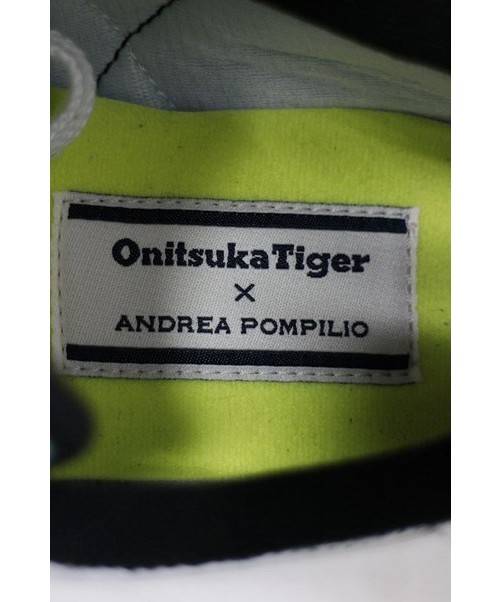 OnitsukaTiger
×
ANDREA POMPILIO